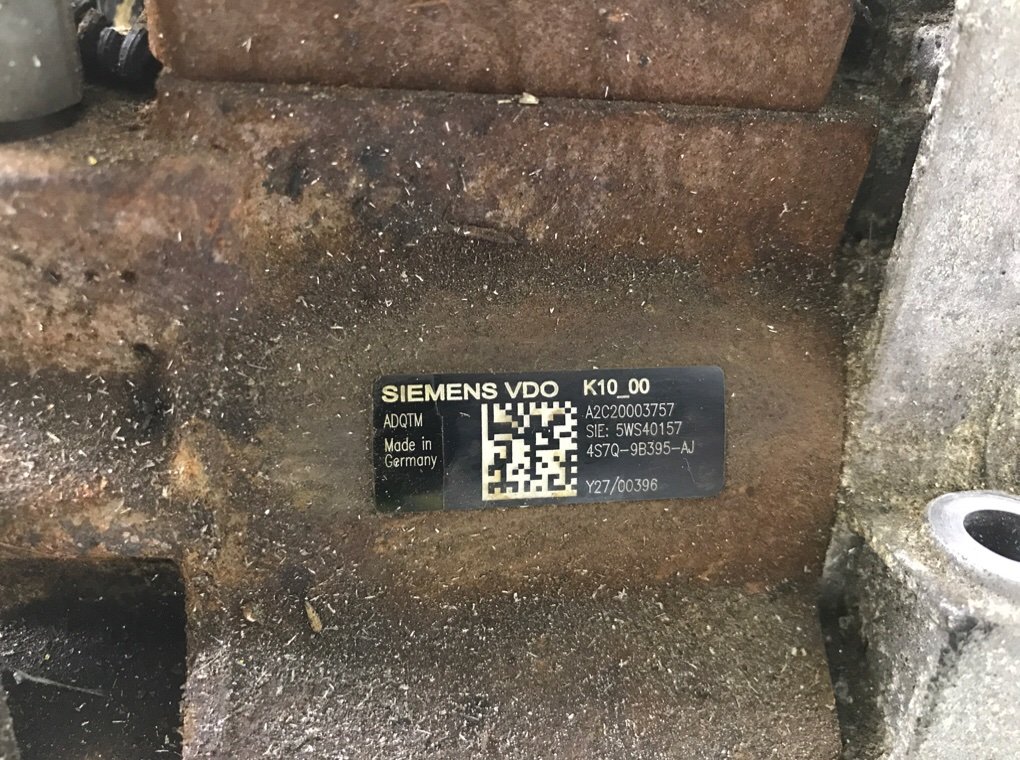 SIEMENS VDO K10_00
ADQTM
Made in
Germany
A2C20003757
SIE: 5WS40157
4S7Q-9B395-AJ
Y27/00396